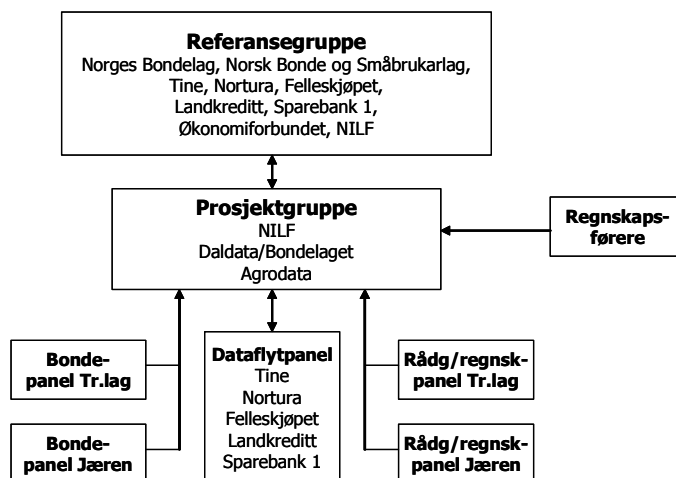 Referansegruppe
Norges Bondelag, Norsk Bonde og Småbrukarlag,
Tine, Nortura, Felleskjøpet,
Landkreditt, Sparebank 1,
Økonomiforbundet, NILF
Prosjektgruppe
NILF
Daldata/Bondelaget
Agrodata
Regnskaps-
førere
Bonde-
panel Tr.lag
Dataflytpanel
Tine
Nortura
Felleskjøpet
Landkreditt
Sparebank 1
Rådg/regnsk-
panel Tr.lag
Bonde-
panel Jæren
Rådg/regnsk-
panel Jæren